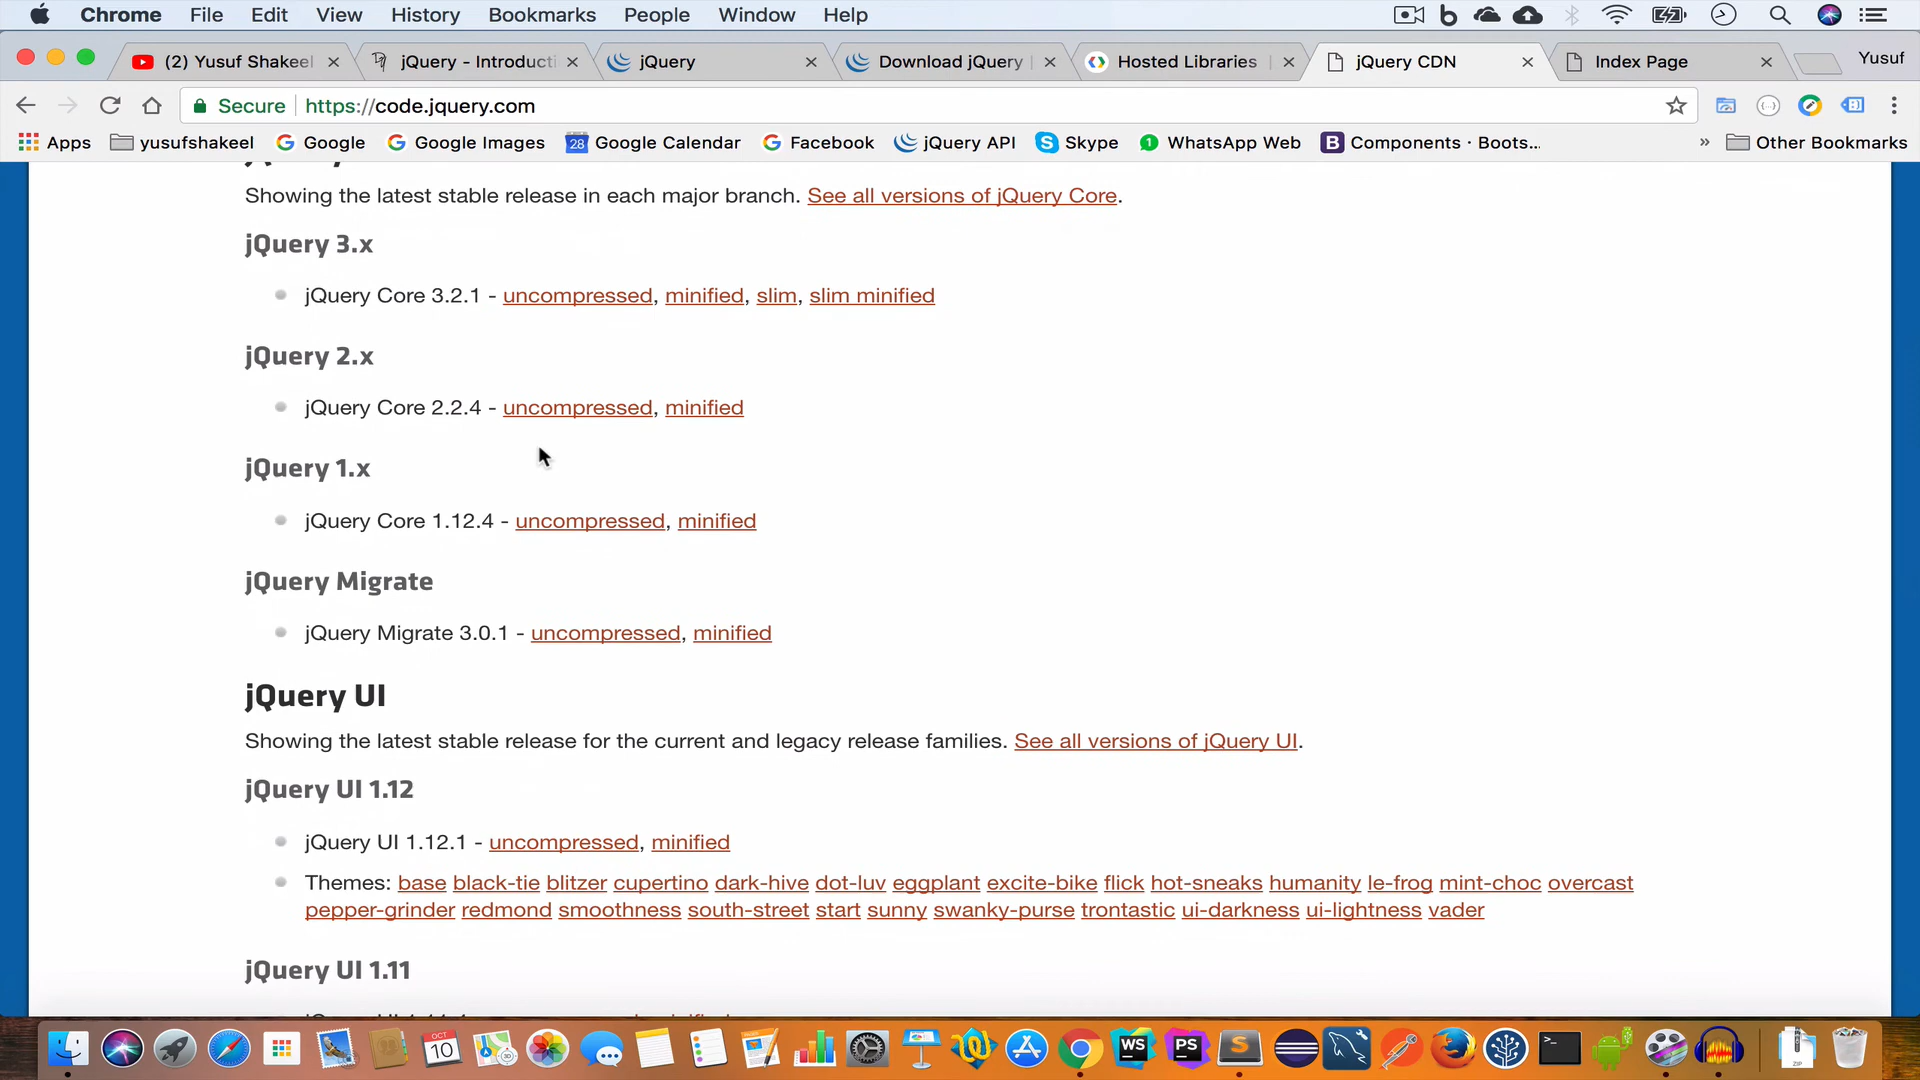 Chrome File Edit View History Bookmarks People Window Help
(2) Yusuf Shakeel
jQuery - Introducti
jQuery
Download jQuery
Hosted Libraries
jQuery CDN
Index Page
Yusuf
Secure https://code.jquery.com
Apps yusufshakeel Google Google Images 28 Google Calendar Facebook jQuery API Skype 1 WhatsApp Web B Components · Boots... » Other Bookmarks
Showing the latest stable release in each major branch. See all versions of jQuery Core.
jQuery 3.x
jQuery Core 3.2.1 - uncompressed, minified, slim, slim minified
jQuery 2.x
jQuery Core 2.2.4 - uncompressed, minified
jQuery 1.x
jQuery Core 1.12.4 - uncompressed, minified
jQuery Migrate
jQuery Migrate 3.0.1 - uncompressed, minified
jQuery UI
Showing the latest stable release for the current and legacy release families. See all versions of jQuery UI.
jQuery UI 1.12
jQuery UI 1.12.1 - uncompressed, minified
Themes: base black-tie blitzer cupertino dark-hive dot-luv eggplant excite-bike flick hot-sneaks humanity le-frog mint-choc overcast
pepper-grinder redmond smoothness south-street start sunny swanky-purse trontastic ui-darkness ui-lightness vader
jQuery UI 1.11
OCT
10
WS
PS
S
ZIP